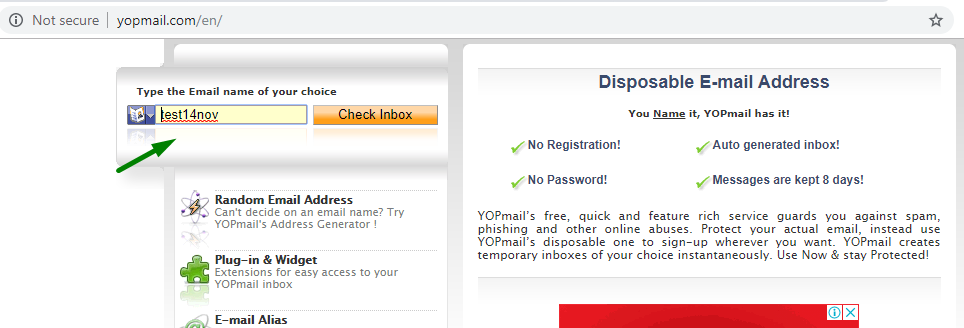 Not secure | yopmail.com/en/
Type the Email name of your choice
test14nov
Check Inbox
Random Email Address
Can't decide on an email name? Try
YOPmail's Address Generator !
Plug-in & Widget
Extensions for easy access to your
YOPmail inbox
E-mail Alias
Disposable E-mail Address
You Name it, YOPmail has it!
No Registration!
Auto generated inbox!
No Password!
Messages are kept 8 days!
YOPmail's free, quick and feature rich service guards you against spam,
phishing and other online abuses. Protect your actual email, instead use
YOPmail's disposable one to sign-up wherever you want. YOPmail creates
temporary inboxes of your choice instantaneously. Use Now & stay Protected!